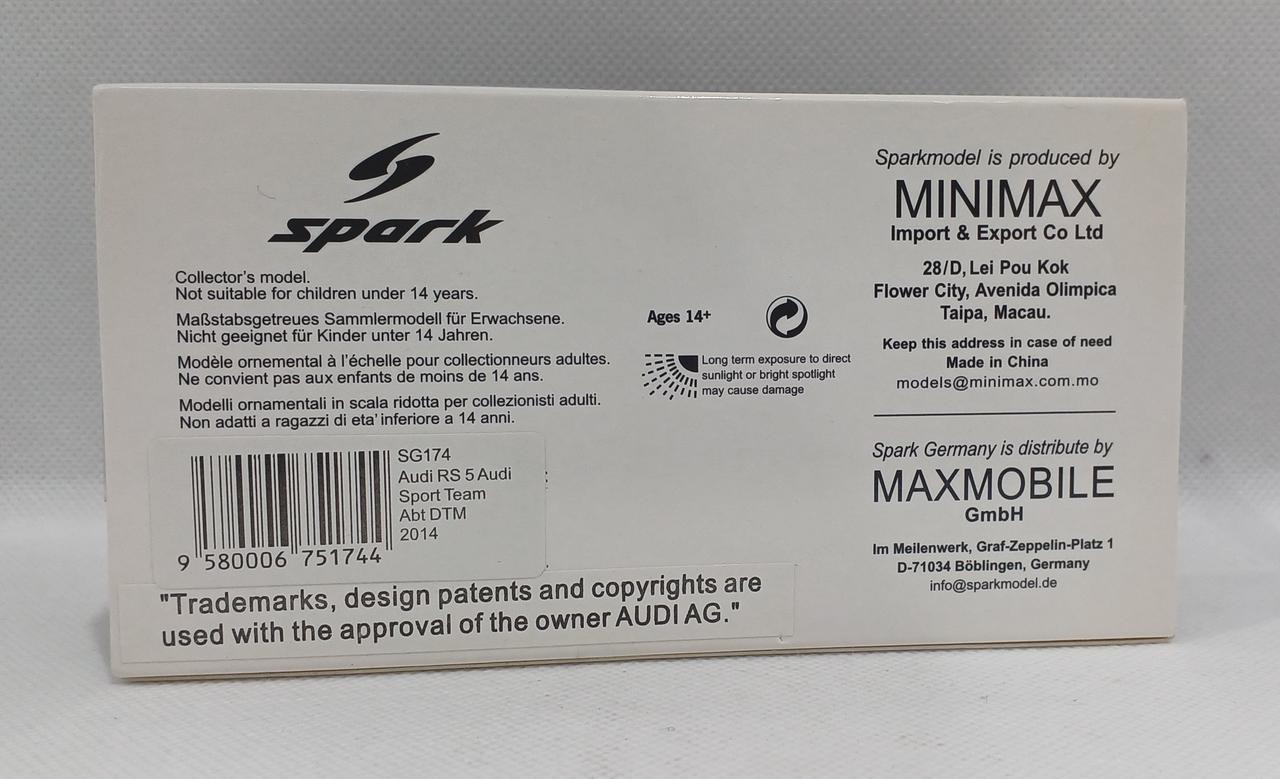 spark
Collector's model.
Not suitable for children under 14 years.
Maßstabsgetreues Sammlermodell für Erwachsene.
Nicht geeignet für Kinder unter 14 Jahren.
Modèle ornemental à l'échelle pour collectionneurs adultes.
Ne convient pas aux enfants de moins de 14 ans.
Modelli ornamentali in scala ridotta per collezionisti adulti.
Non adatti a ragazzi di eta' inferiore a 14 anni.
SG174
Audi RS 5 Audi
Sport Team
Abt DTM
2014
9 580006 751744
"Trademarks, design patents and copyrights are
used with the approval of the owner AUDI AG."
Ages 14+
Long term exposure to direct
sunlight or bright spotlight
may cause damage
Sparkmodel is produced by
MINIMAX
Import & Export Co Ltd
28/D, Lei Pou Kok
Flower City, Avenida Olimpica
Taipa, Macau.
Keep this address in case of need
Made in China
models@minimax.com.mo
Spark Germany is distribute by
MAXMOBILE
GmbH
Im Meilenwerk, Graf-Zeppelin-Platz 1
D-71034 Böblingen, Germany
info@sparkmodel.de